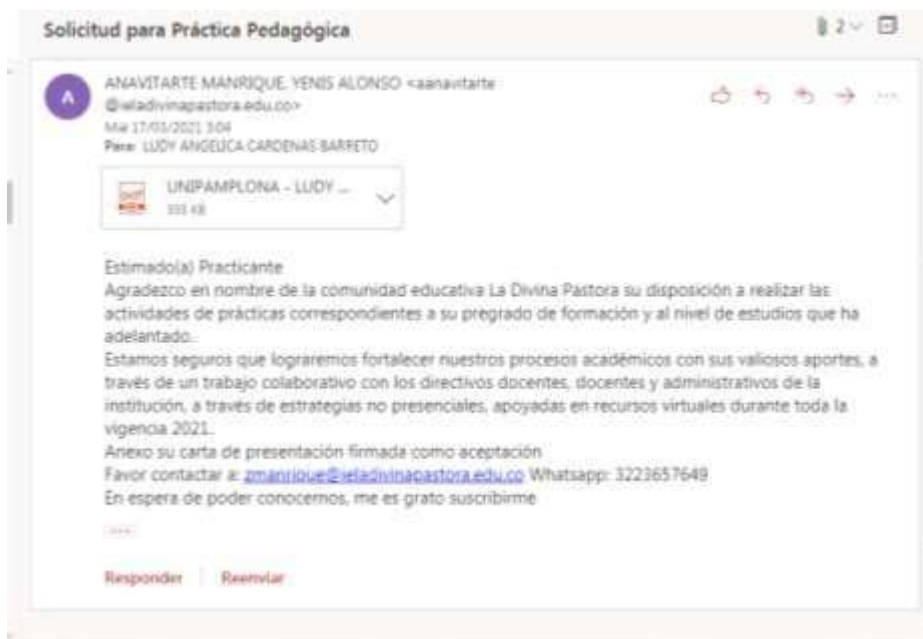 Solicitud para Práctica Pedagógica
2
A
ANAVITARTE MANRIQUE, YENIS ALONSO <aanavitarte
@ieladivinapastora.edu.co>
Mié 17/03/2021 3:04
Para: LUDY ANGELICA CARDENAS BARRETO
UNIPAMPLONA - LUDY ...
KB
Estimado(a) Practicante
Agradezco en nombre de la comunidad educativa La Divina Pastora su disposición a realizar las
actividades de prácticas correspondientes a su pregrado de formación y al nivel de estudios que ha
adelantado.
Estamos seguros que lograremos fortalecer nuestros procesos académicos con sus valiosos aportes, a
través de un trabajo colaborativo con los directivos docentes, docentes y administrativos de la
institución, a través de estrategias no presenciales, apoyadas en recursos virtuales durante toda la
vigencia 2021.
Anexo su carta de presentación firmada como aceptación
Favor contactar a: zmanrique@ieladivinapastora.edu.co Whatsapp: 3223657649
En espera de poder conocernos, me es grato suscribirme
...
Responder Reenviar